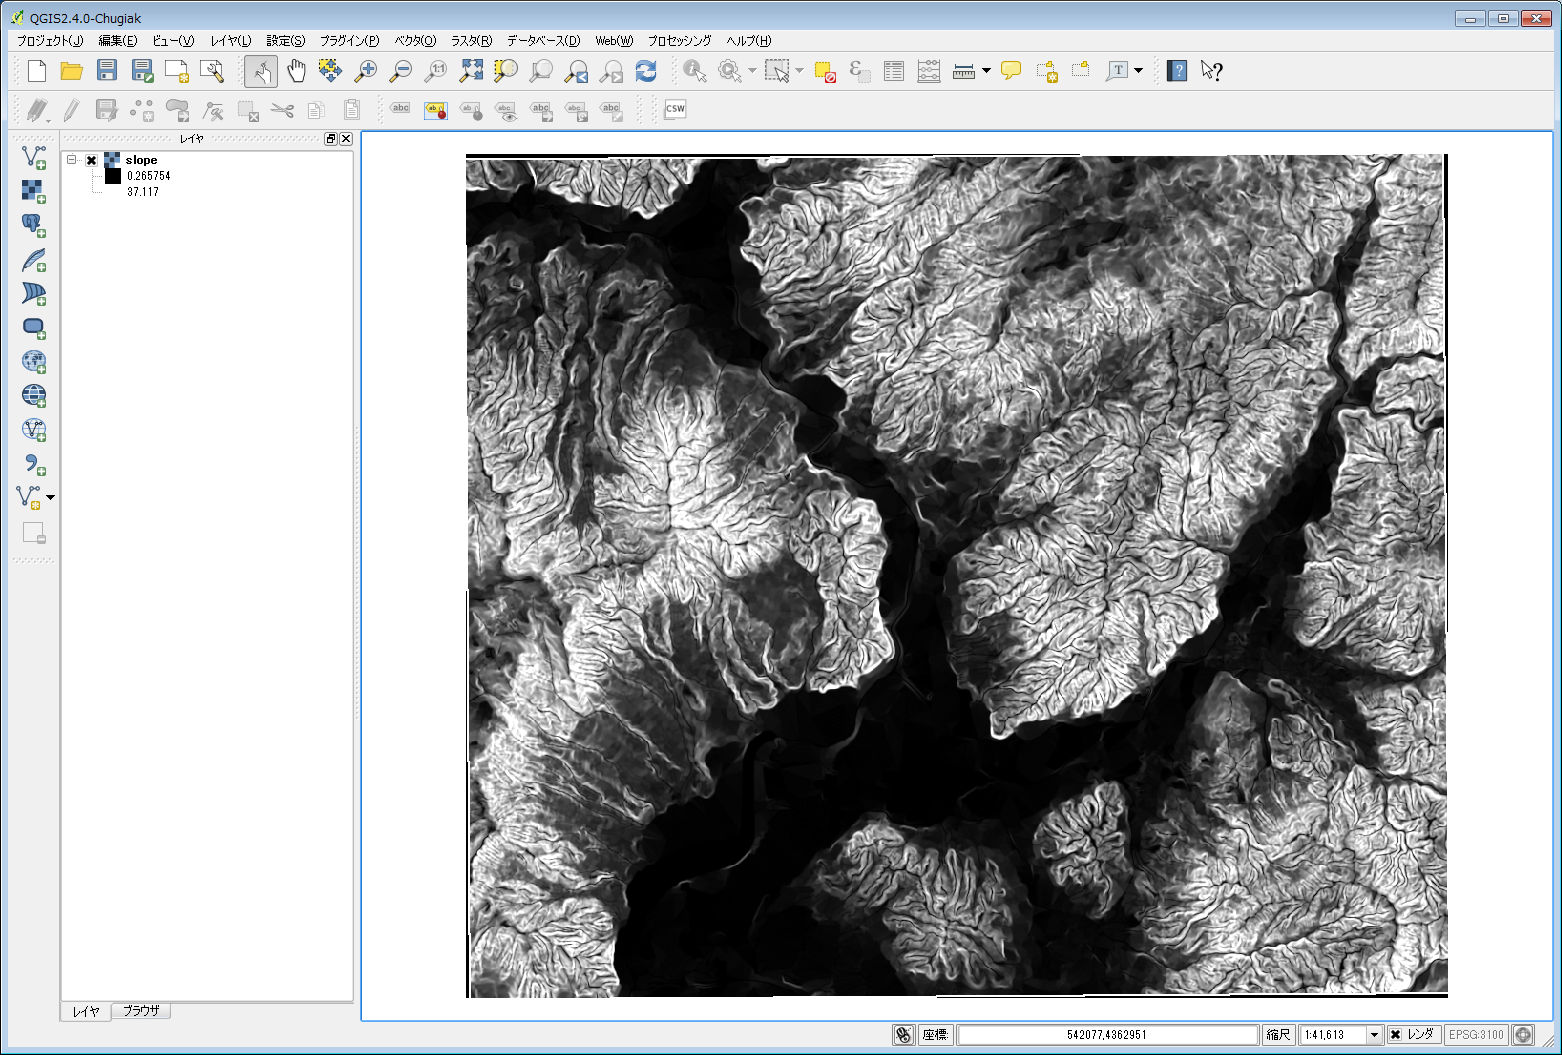 QGIS2.4.0-Chugiak
プロジェクト(J) 編集(E) ビュー(V) レイヤ(L) 設定(S) プラグイン(P) ベクタ(O) ラスタ(R) データベース(D) Web(W) プロセッシング ヘルプ(H)
1:1 ε T ? ?
abc ab abc abc abc abc CSW
レイヤ
slope
0.265754
37.117
レイヤ ブラウザ
座標: 542077,4362951 縮尺 1:41,613 レンダ EPSG:3100